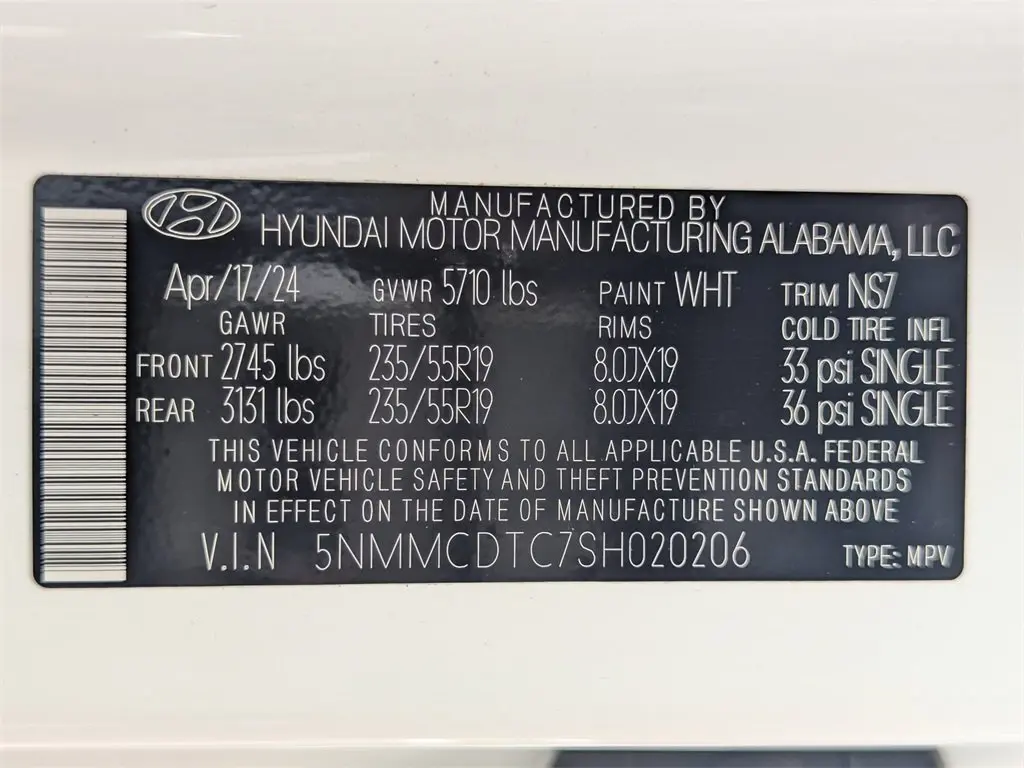 MANUFACTURED BY
HYUNDAI MOTOR MANUFACTURING ALABAMA, LLC
Apr/17/24 GVWR 5710 lbs PAINT WHT TRIM NS7
GAWR TIRES RIMS COLD TIRE INFL
FRONT 2745 lbs 235/55R19 8.0JX19 33 psi SINGLE
REAR 3131 lbs 235/55R19 8.0JX19 36 psi SINGLE
THIS VEHICLE CONFORMS TO ALL APPLICABLE U.S.A. FEDERAL
MOTOR VEHICLE SAFETY AND THEFT PREVENTION STANDARDS
IN EFFECT ON THE DATE OF MANUFACTURE SHOWN ABOVE
V.I.N 5NMMCDTC7SH020206 TYPE: MPV